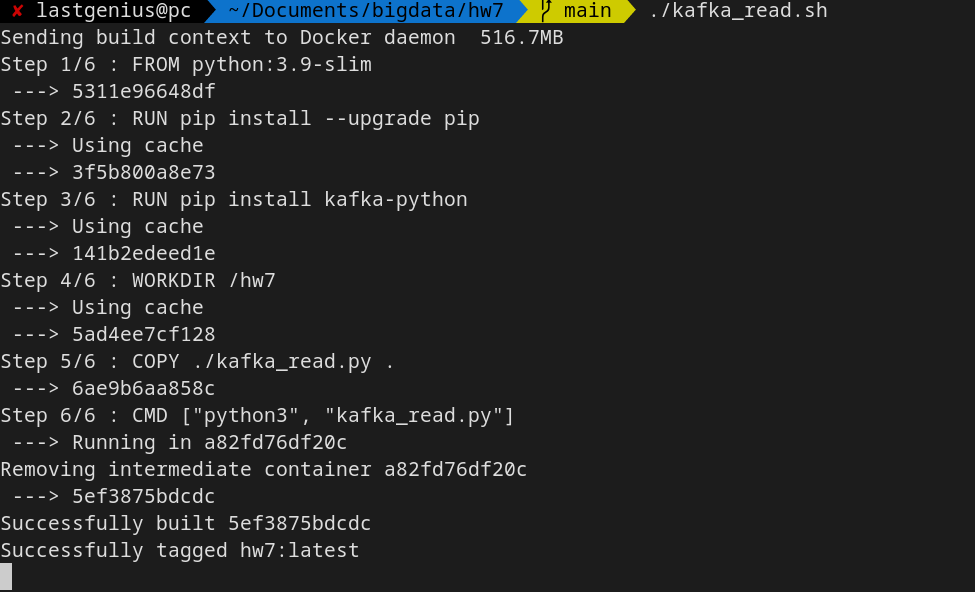 ✘ lastgenius@pc ~/Documents/bigdata/hw7 main ./kafka_read.sh
Sending build context to Docker daemon  516.7MB
Step 1/6 : FROM python:3.9-slim
 ---> 5311e96648df
Step 2/6 : RUN pip install --upgrade pip
 ---> Using cache
 ---> 3f5b800a8e73
Step 3/6 : RUN pip install kafka-python
 ---> Using cache
 ---> 141b2edeed1e
Step 4/6 : WORKDIR /hw7
 ---> Using cache
 ---> 5ad4ee7cf128
Step 5/6 : COPY ./kafka_read.py .
 ---> 6ae9b6aa858c
Step 6/6 : CMD ["python3", "kafka_read.py"]
 ---> Running in a82fd76df20c
Removing intermediate container a82fd76df20c
 ---> 5ef3875bdcdc
Successfully built 5ef3875bdcdc
Successfully tagged hw7:latest